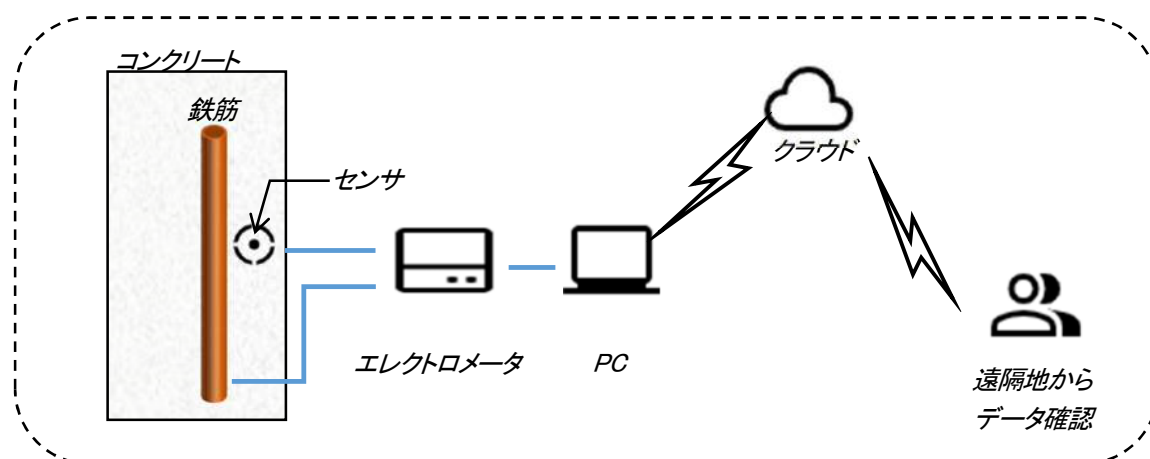 コンクリート
鉄筋
センサ
クラウド
エレクトロメータ
PC
遠隔地から
データ確認